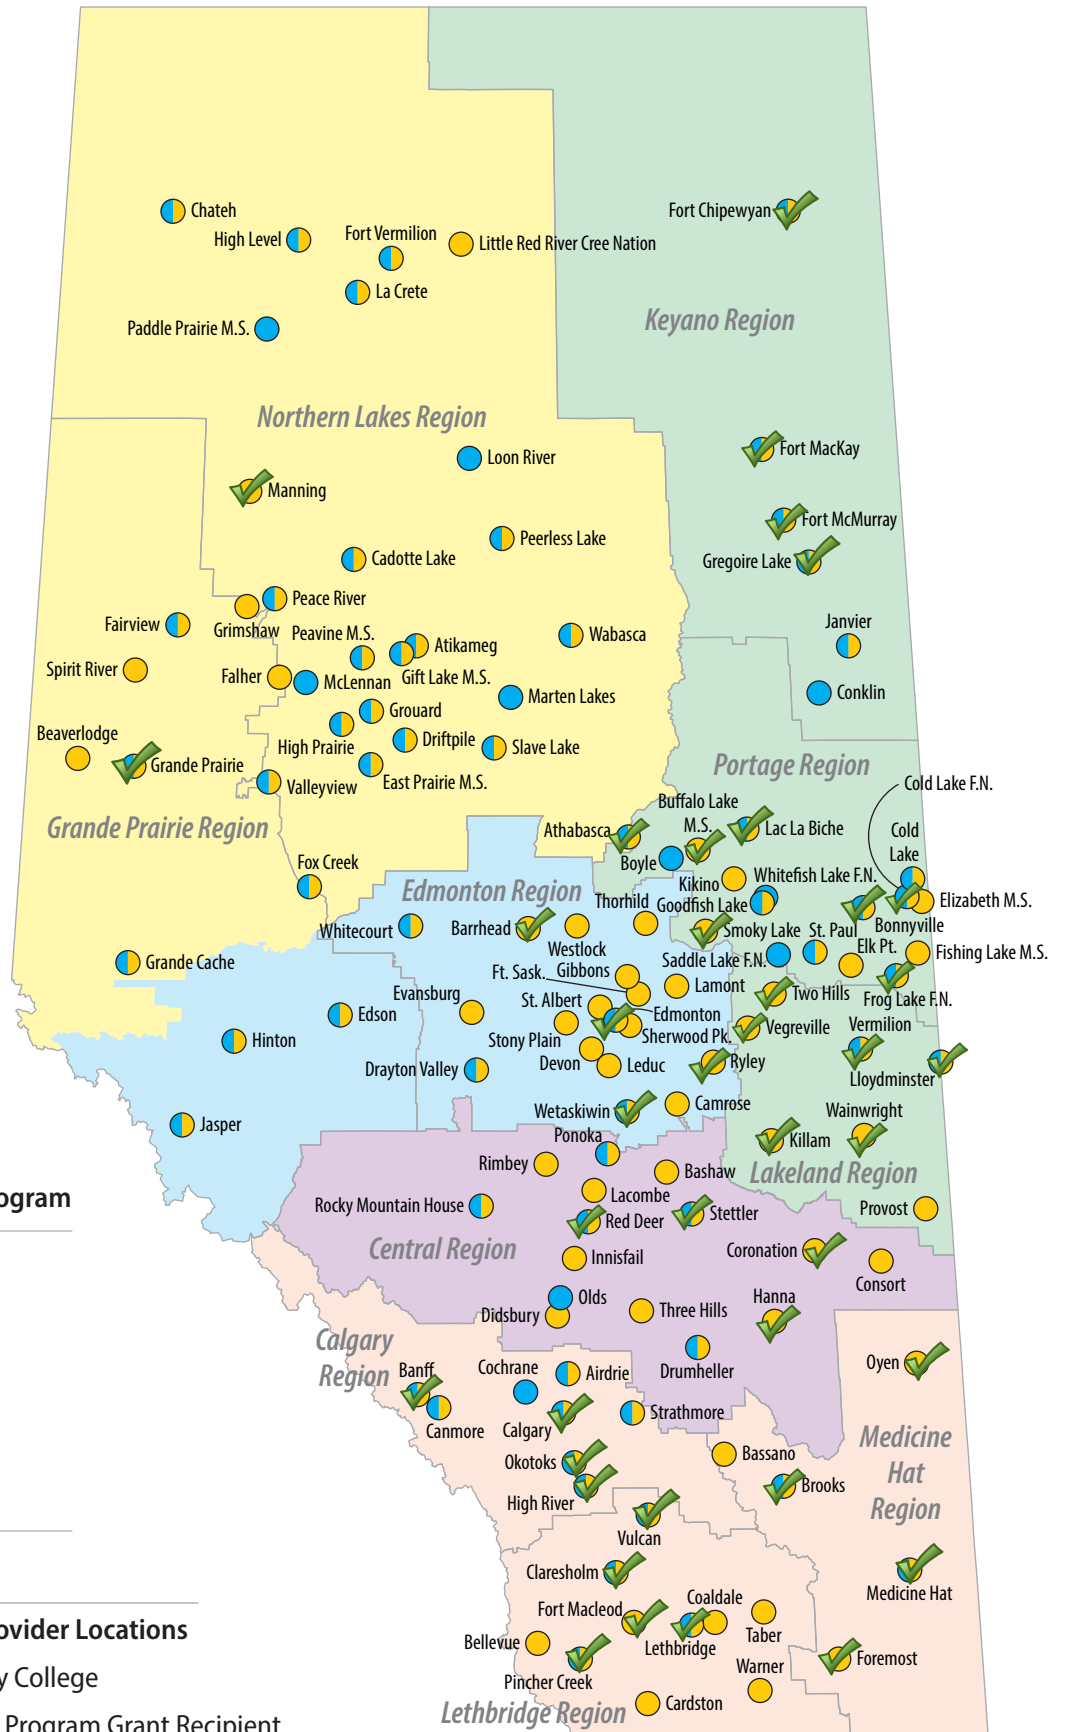 Chateh
High Level
Fort Vermilion
Little Red River Cree Nation
La Crete
Paddle Prairie M.S.
Fort Chipewyan
Keyano Region
Northern Lakes Region
Loon River
Manning
Fort MacKay
Fort McMurray
Gregoire Lake
Peerless Lake
Cadotte Lake
Peace River
Fairview
Grimshaw
Peavine M.S.
Atikameg
Wabasca
Janvier
Spirit River
Falher
McLennan
Gift Lake M.S.
Marten Lakes
Conklin
Grouard
Beaverlodge
High Prairie
Driftpile
Slave Lake
Grande Prairie
Valleyview
East Prairie M.S.
Portage Region
Cold Lake F.N.
Buffalo Lake
M.S.
Lac La Biche
Grande Prairie Region
Athabasca
Boyle
Cold
Lake
Fox Creek
Edmonton Region
Kikino
Whitefish Lake F.N.
Thorhild
Goodfish Lake
Elizabeth M.S.
Bonnyville
Whitecourt
Barrhead
Westlock
Smoky Lake
St. Paul
Elk Pt.
Fishing Lake M.S.
Grande Cache
Ft. Sask.
Gibbons
Saddle Lake F.N.
Lamont
Two Hills
Frog Lake F.N.
Evansburg
St. Albert
Edmonton
Edson
Stony Plain
Sherwood Pk.
Vegreville
Vermilion
Hinton
Drayton Valley
Devon
Leduc
Ryley
Lloydminster
Wetaskiwin
Camrose
Wainwright
Jasper
Ponoka
Killam
Rimbey
Bashaw
Lakeland Region
ogram
Rocky Mountain House
Lacombe
Red Deer
Stettler
Provost
Central Region
Innisfail
Coronation
Consort
Olds
Didsbury
Three Hills
Hanna
Calgary
Region
Drumheller
Oyen
Banff
Cochrane
Airdrie
Canmore
Calgary
Strathmore
Medicine
Hat
Region
Okotoks
Bassano
High River
Brooks
Vulcan
Claresholm
Medicine Hat
Fort Macleod
Coaldale
Taber
Bellevue
Lethbridge
Pincher Creek
Warner
Foremost
Cardston
Lethbridge Region
ovider Locations
y College
Program Grant Recipient